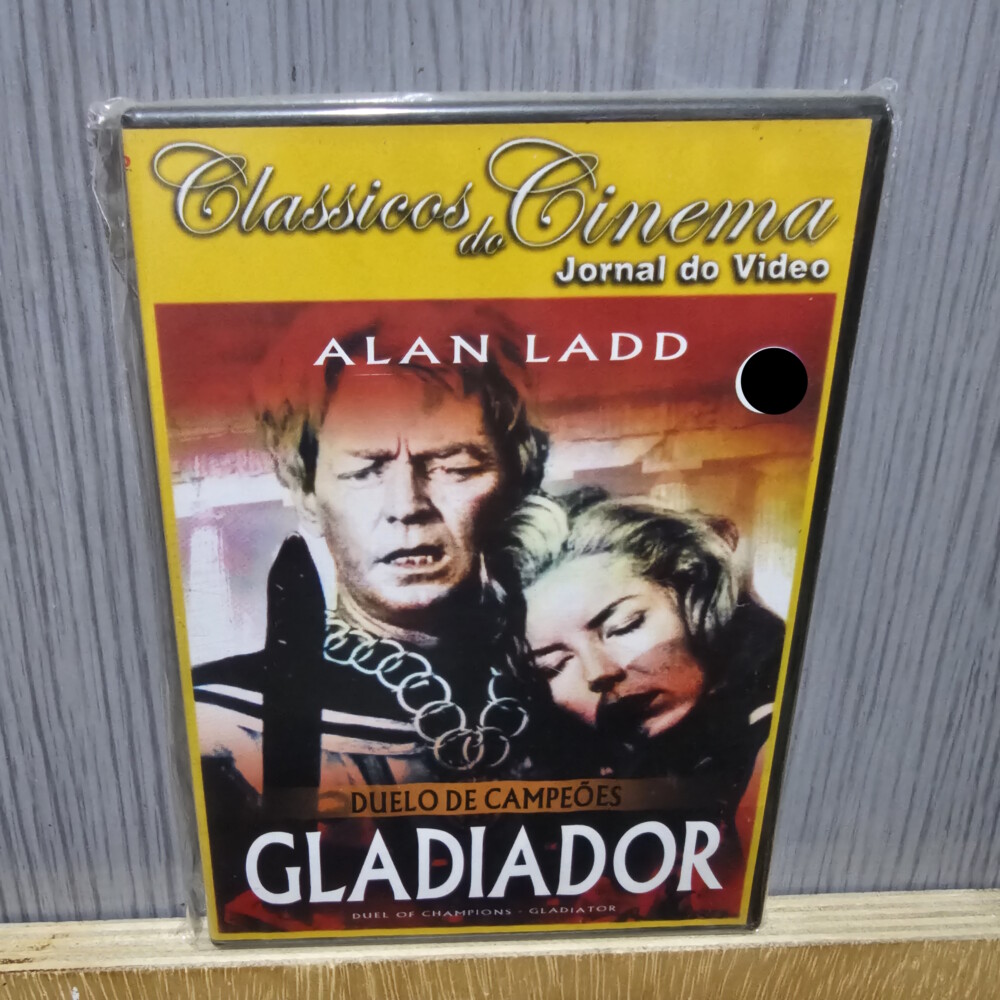 Classicos do Cinema
Jornal do Video
ALAN LADD
DUELO DE CAMPEÕES
GLADIADOR
DUEL OF CHAMPIONS - GLADIATOR